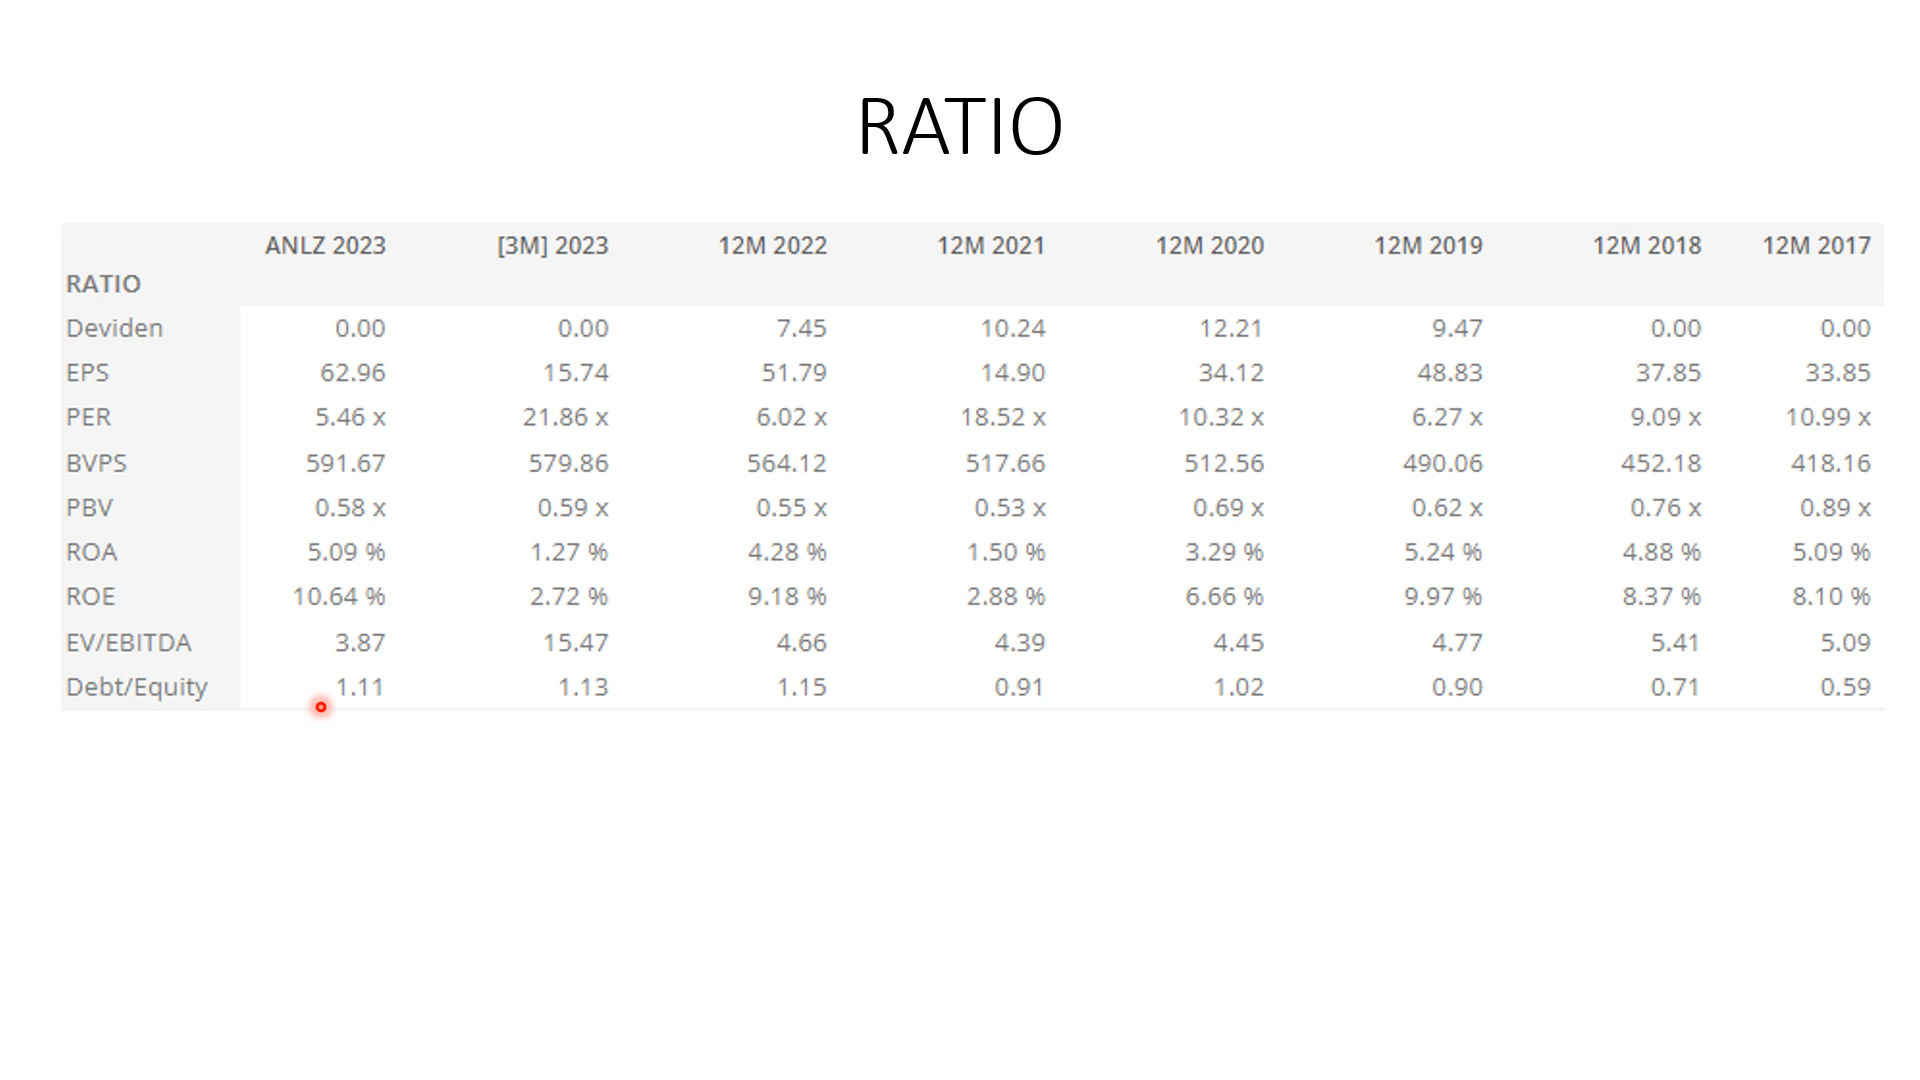 RATIO
ANLZ 2023 [3M] 2023 12M 2022 12M 2021 12M 2020 12M 2019 12M 2018 12M 2017
RATIO
Deviden 0.00 0.00 7.45 10.24 12.21 9.47 0.00 0.00
EPS 62.96 15.74 51.79 14.90 34.12 48.83 37.85 33.85
PER 5.46 x 21.86 x 6.02 x 18.52 x 10.32 x 6.27 x 9.09 x 10.99 x
BVPS 591.67 579.86 564.12 517.66 512.56 490.06 452.18 418.16
PBV 0.58 x 0.59 x 0.55 x 0.53 x 0.69 x 0.62 x 0.76 x 0.89 x
ROA 5.09 % 1.27 % 4.28 % 1.50 % 3.29 % 5.24 % 4.88 % 5.09 %
ROE 10.64 % 2.72 % 9.18 % 2.88 % 6.66 % 9.97 % 8.37 % 8.10 %
EV/EBITDA 3.87 15.47 4.66 4.39 4.45 4.77 5.41 5.09
Debt/Equity 1.11 1.13 1.15 0.91 1.02 0.90 0.71 0.59